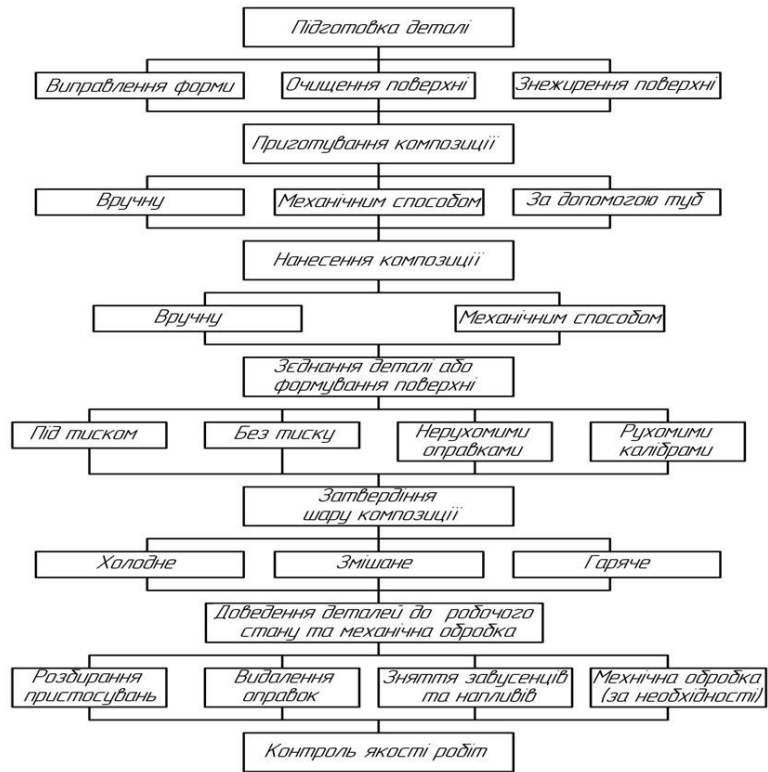 Підготовка деталі
Виправлення форми
Очищення поверхні
Знежирення поверхні
Приготування композиції
Вручну
Механічним способом
За допомогою туб
Нанесення композиції
Вручну
Механічним способом
Зєднання деталі або
формування поверхні
Під тиском
Без тиску
Нерухомими
оправками
Рухомими
калібрами
Затвердіння
шару композиції
Холодне
Змішане
Гаряче
Доведення деталей до робочого
стану та механічна обробка
Розбирання
пристосувань
Видалення
оправок
Зняття завусенців
та напливів
Мехнічна обробка
(за необхідності)
Контроль якості робіт